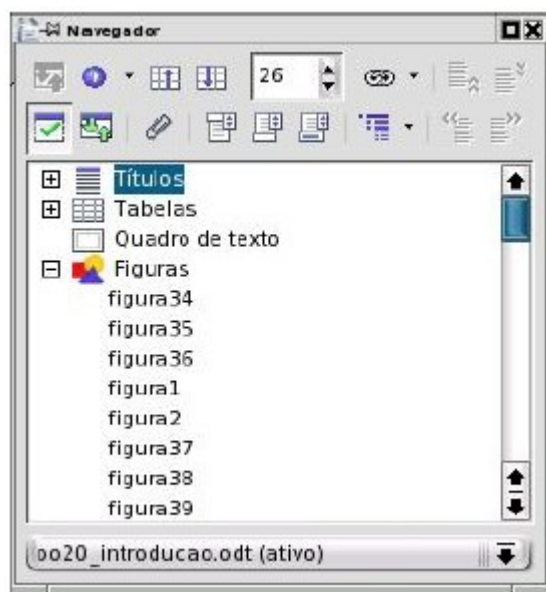 Navegador
26
Títulos
Tabelas
Quadro de texto
Figuras
figura34
figura35
figura36
figura1
figura2
figura37
figura38
figura39
oo20_introducao.odt (ativo)